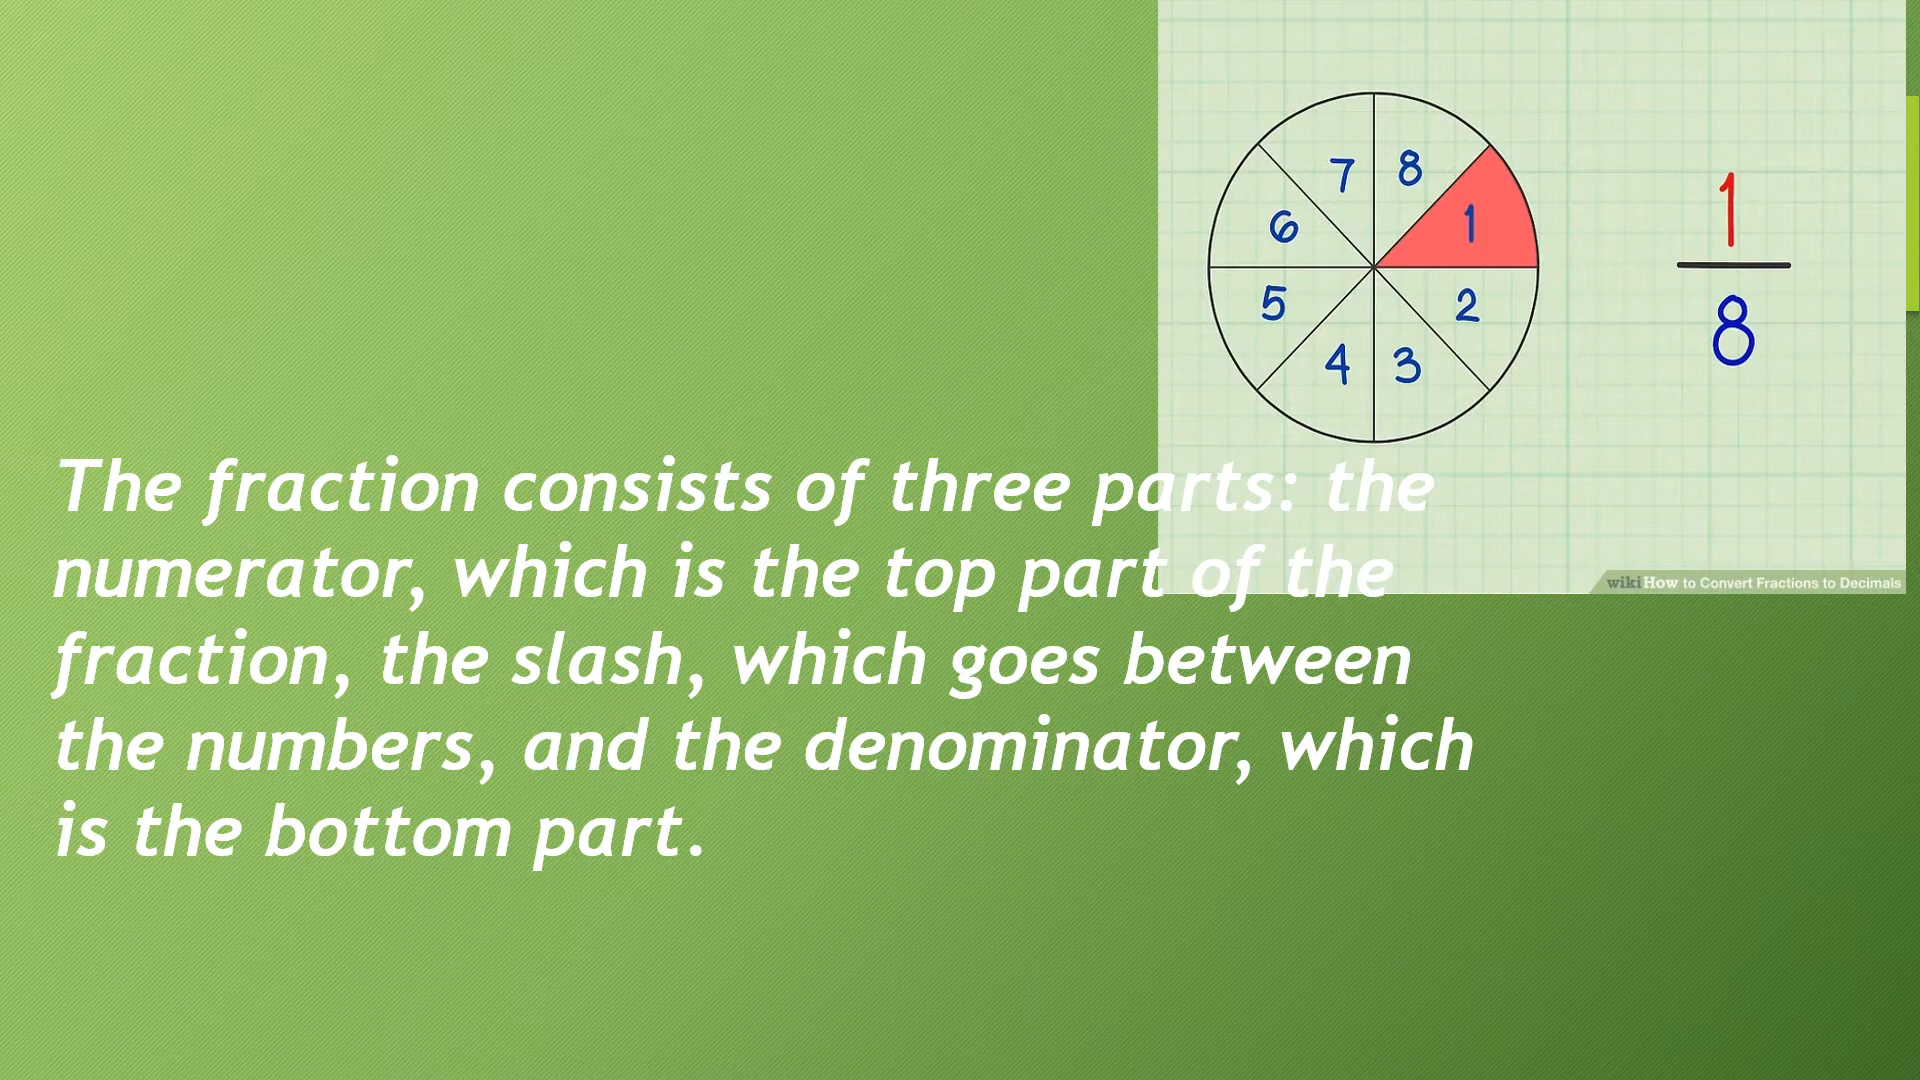 7 8
6 1
5 2
4 3
1
8
wikiHow to Convert Fractions to Decimals
The fraction consists of three parts: the
numerator, which is the top part of the
fraction, the slash, which goes between
the numbers, and the denominator, which
is the bottom part.